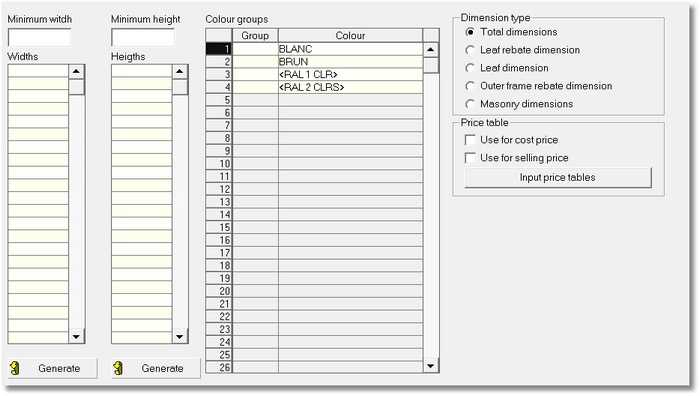 Minimum witdh
Minimum height
Widths
Heigths
Generate
Generate
Colour groups
Group Colour
1 BLANC
2 BRUN
3 <RAL 1 CLR>
4 <RAL 2 CLRS>
5
6
7
8
9
10
11
12
13
14
15
16
17
18
19
20
21
22
23
24
25
26
Dimension type
Total dimensions
Leaf rebate dimension
Leaf dimension
Outer frame rebate dimension
Masonry dimensions
Price table
Use for cost price
Use for selling price
Input price tables